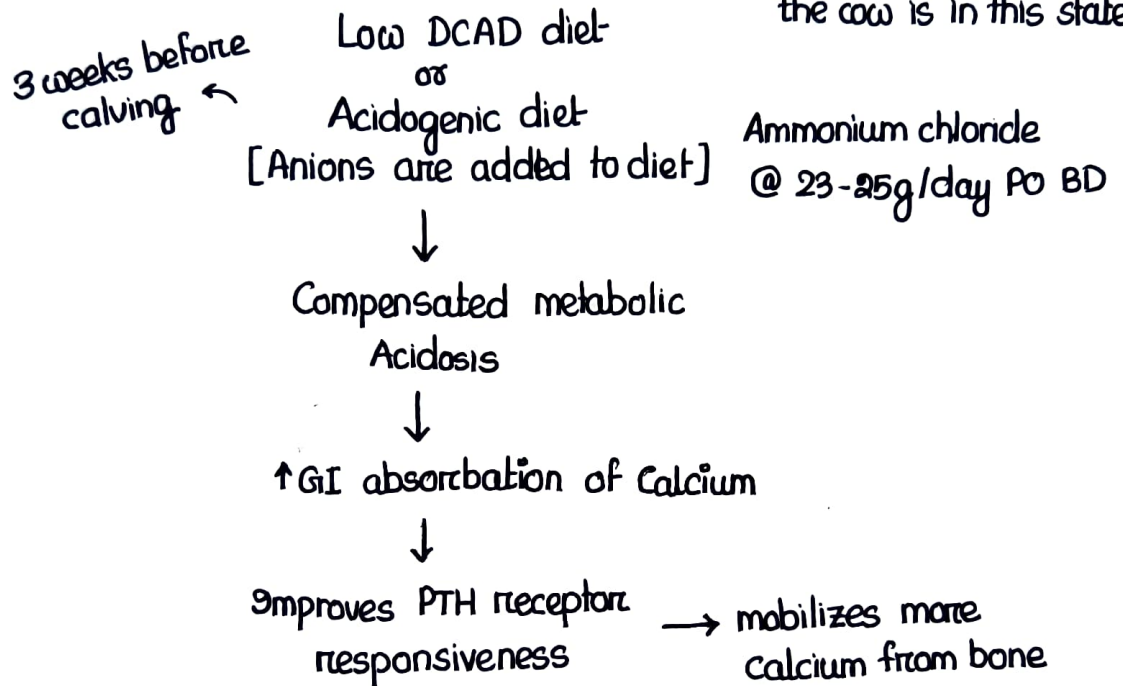 the cow is in this state
3 weeks before
calving
Low DCAD diet
or
Acidogenic diet
[Anions are added to diet]
Ammonium chloride
@ 23-25g/day PO BD
↓
Compensated metabolic
Acidosis
↓
↑ GI absorbation of Calcium
↓
Improves PTH receptor
responsiveness
→ mobilizes more
Calcium from bone